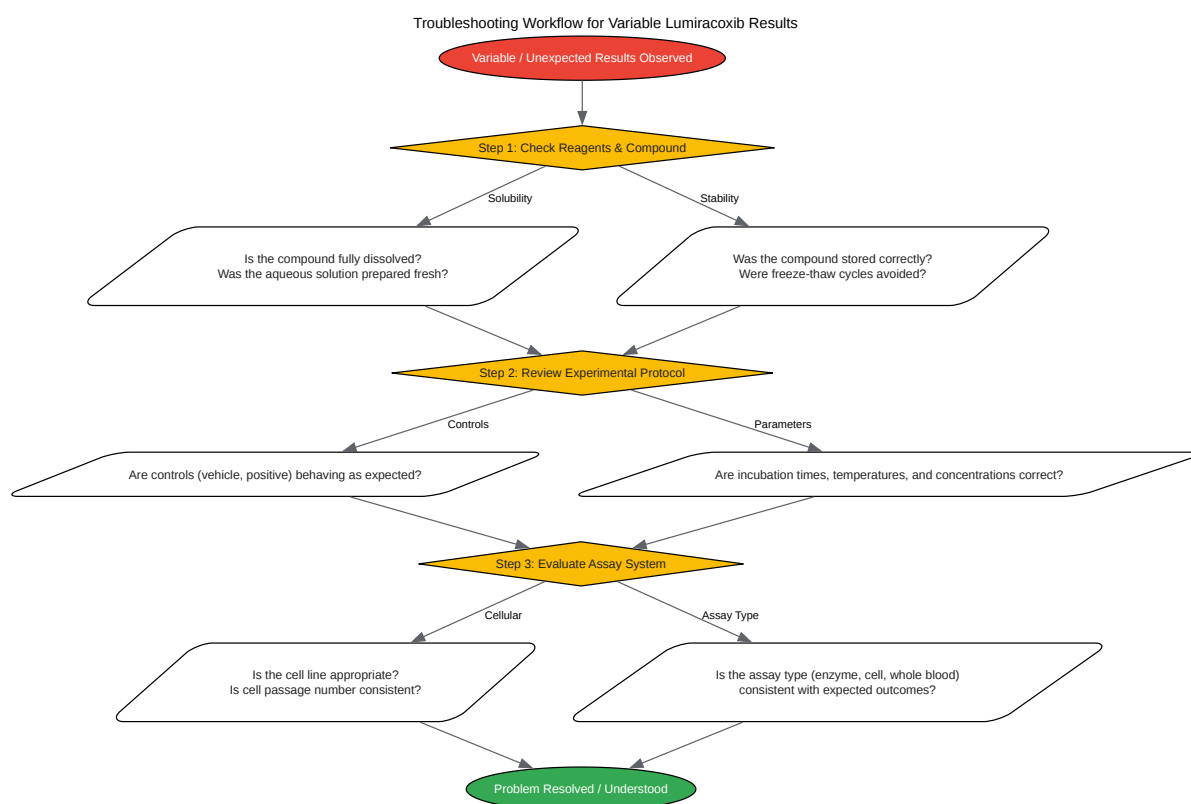 Troubleshooting Workflow for Variable Lumiracoxib Results
Variable / Unexpected Results Observed
Step 1: Check Reagents & Compound
Solubility
Stability
Is the compound fully dissolved?
Was the aqueous solution prepared fresh?
Was the compound stored correctly?
Were freeze-thaw cycles avoided?
Step 2: Review Experimental Protocol
Controls
Parameters
Are controls (vehicle, positive) behaving as expected?
Are incubation times, temperatures, and concentrations correct?
Step 3: Evaluate Assay System
Cellular
Assay Type
Is the cell line appropriate?
Is cell passage number consistent?
Is the assay type (enzyme, cell, whole blood)
consistent with expected outcomes?
Problem Resolved / Understood